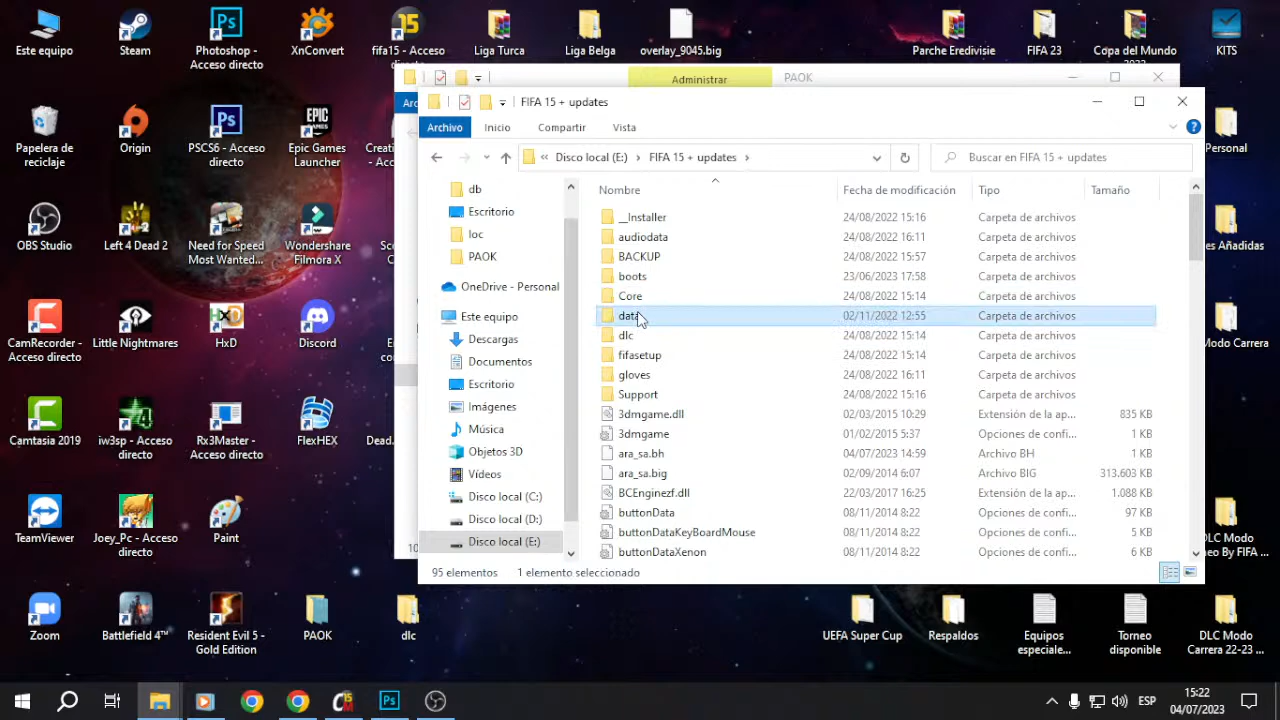 Este equipo
Steam
Photoshop -
Acceso directo
XnConvert
fifa15 - Acceso
directo
Liga Turca
Liga Belga
overlay_9045.big
Parche Eredivisie
FIFA 23
Copa del Mundo
2022
KITS
Administrar
PAOK
FIFA 15 + updates
Archivo
Inicio
Compartir
Vista
Disco local (E:)
FIFA 15 + updates
Buscar en FIFA 15 + updates
Nombre
Fecha de modificación
Tipo
Tamaño
db
Escritorio
loc
PAOK
OneDrive - Personal
Este equipo
Descargas
Documentos
Escritorio
Imágenes
Música
Objetos 3D
Vídeos
Disco local (C:)
Disco local (D:)
Disco local (E:)
__Installer 24/08/2022 15:16 Carpeta de archivos
audiodata 24/08/2022 16:11 Carpeta de archivos
BACKUP 24/08/2022 15:57 Carpeta de archivos
boots 23/06/2023 17:58 Carpeta de archivos
Core 24/08/2022 15:14 Carpeta de archivos
data 02/11/2022 12:55 Carpeta de archivos
dlc 24/08/2022 15:14 Carpeta de archivos
fifasetup 24/08/2022 15:14 Carpeta de archivos
gloves 24/08/2022 16:11 Carpeta de archivos
Support 24/08/2022 15:16 Carpeta de archivos
3dmgame.dll 02/03/2015 10:29 Extensión de la ap... 835 KB
3dmgame 01/02/2015 5:37 Opciones de confi... 1 KB
ara_sa.bh 04/07/2023 14:59 Archivo BH 1 KB
ara_sa.big 02/09/2014 6:07 Archivo BIG 313.603 KB
BCEnginezf.dll 22/03/2017 16:25 Extensión de la ap... 1.088 KB
buttonData 08/11/2014 8:22 Opciones de confi... 97 KB
buttonDataKeyBoardMouse 08/11/2014 8:22 Opciones de confi... 5 KB
buttonDataXenon 08/11/2014 8:22 Opciones de confi... 6 KB
95 elementos
1 elemento seleccionado
Papelera de
reciclaje
Origin
PSCS6 - Acceso
directo
Epic Games
Launcher
Personal
OBS Studio
Left 4 Dead 2
Need for Speed
Most Wanted...
Wondershare
Filmora X
es Añadidas
CamRecorder -
Acceso directo
Little Nightmares
HxD
Discord
Modo Carrera
Camtasia 2019
iw3sp - Acceso
directo
Rx3Master -
Acceso directo
FlexHEX
Dead.
TeamViewer
Joey_Pc - Acceso
directo
Paint
DLC Modo
neo By FIFA ...
Zoom
Battlefield 4™
Resident Evil 5 -
Gold Edition
PAOK
dlc
UEFA Super Cup
Respaldos
Equipos
especiale...
Torneo
disponible
DLC Modo
Carrera 22-23 ...
ESP
15:22
04/07/2023